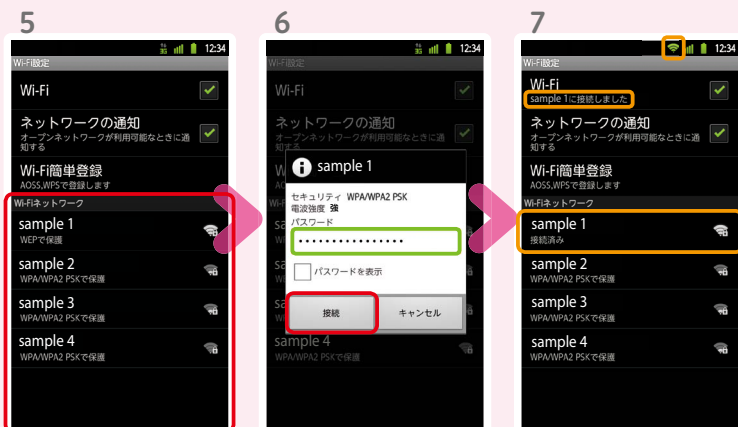 5
3G 12:34
Wi-Fi設定
Wi-Fi
ネットワークの通知
オープンネットワークが利用可能なときに通
知する
Wi-Fi簡単登録
AOSS,WPSで登録します
Wi-Fiネットワーク
sample 1
WEPで保護
sample 2
WPA/WPA2 PSKで保護
sample 3
WPA/WPA2 PSKで保護
sample 4
WPA/WPA2 PSKで保護
6
3G 12:34
Wi-Fi設定
Wi-Fi
ネットワークの通知
オープンネットワークが利用可能なときに通
知する
sample 1
セキュリティ WPA/WPA2 PSK
電波強度 強
パスワード
••••••••••••••••
パスワードを表示
接続 キャンセル
sample 4
WPA/WPA2 PSKで保護
7
12:34
Wi-Fi設定
Wi-Fi
sample 1に接続しました
ネットワークの通知
オープンネットワークが利用可能なときに通
知する
Wi-Fi簡単登録
AOSS,WPSで登録します
Wi-Fiネットワーク
sample 1
接続済み
sample 2
WPA/WPA2 PSKで保護
sample 3
WPA/WPA2 PSKで保護
sample 4
WPA/WPA2 PSKで保護